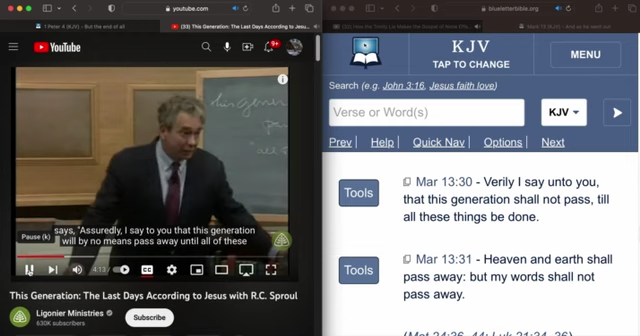 youtube.com
1 Peter 4 (KJV) - But the end of all
(33) This Generation: The Last Days According to Jesu...
YouTube
9+
says, "Assuredly, I say to you that this generation
will by no means pass away until all of these
Pause (k)
4:13
CC
This Generation: The Last Days According to Jesus with R.C. Sproul
Ligonier Ministries
630K subscribers
Subscribe
blueletterbible.org
KJV
TAP TO CHANGE
MENU
Search (e.g. John 3:16, Jesus faith love)
Verse or Word(s)
KJV
Prev | Help | Quick Nav | Options | Next
Tools
Mar 13:30 - Verily I say unto you,
that this generation shall not pass, till
all these things be done.
Tools
Mar 13:31 - Heaven and earth shall
pass away: but my words shall not
pass away.